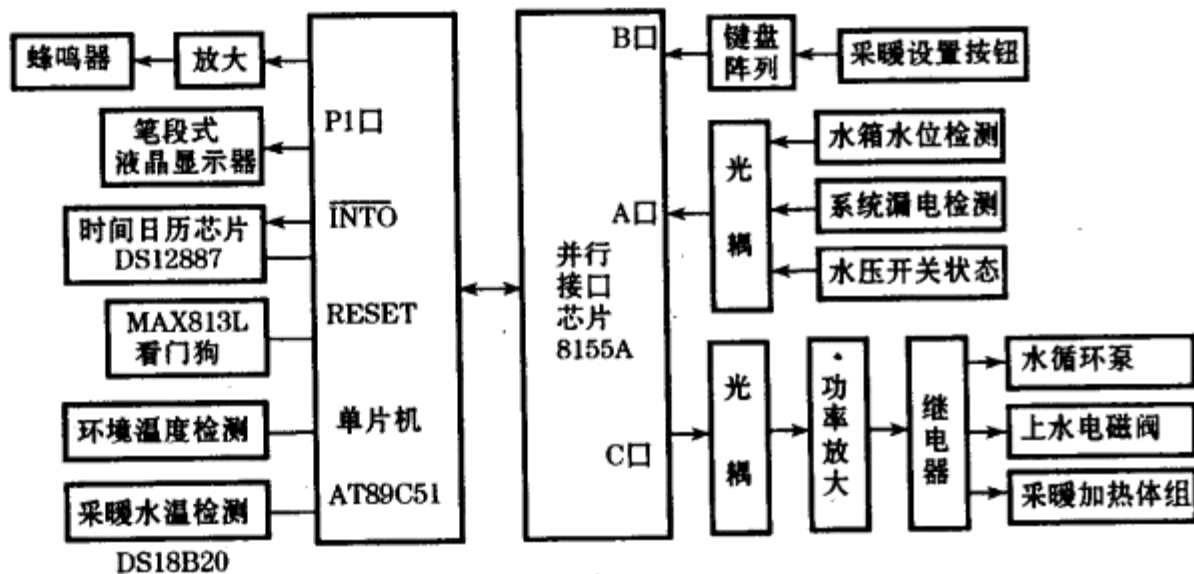 蜂鸣器
放大
笔段式
液晶显示器
时间日历芯片
DS12887
MAX813L
看门狗
环境温度检测
采暖水温检测
DS18B20
P1口
INTO
RESET
单片机
AT89C51
B口
A口
并行
接口
芯片
8155A
C口
键盘
阵列
采暖设置按钮
光
耦
水箱水位检测
系统漏电检测
水压开关状态
光
耦
功
率
放
大
继
电
器
水循环泵
上水电磁阀
采暖加热体组